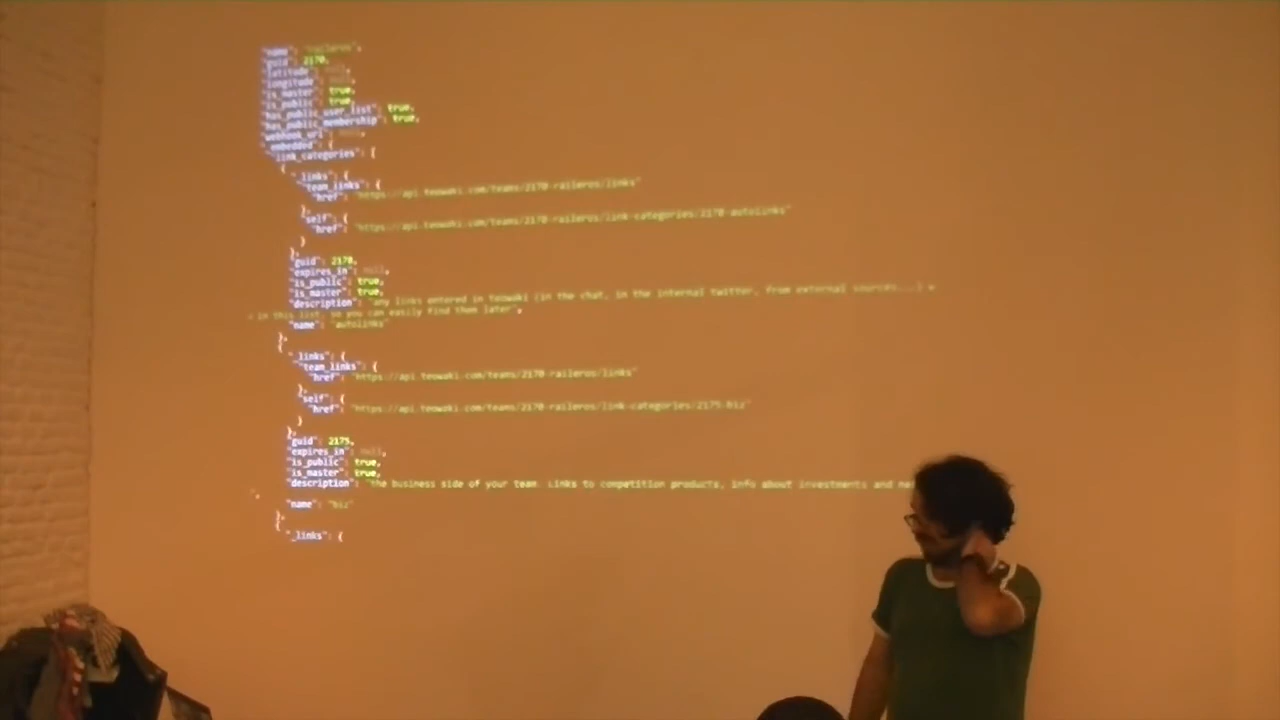 "name": "raileros",
"guid": 2170,
"latitude": null,
"longitude": null,
"is_master": true,
"is_public": true,
"has_public_user_list": true,
"has_public_membership": true,
"webhook_url": null,
"_embedded": {
"link_categories": [
{ "_links": {
"team_links": {
"href": "https://api.teowaki.com/teams/2170-raileros/links"
},
"self": {
"href": "https://api.teowaki.com/teams/2170-raileros/link-categories/2170-autolinks"
}
},
"guid": 2170,
"expires_in": null,
"is_public": true,
"is_master": true,
"description": "any links entered in teowaki (in the chat, in the internal twitter, from external sources...)
in this list, so you can easily find them later",
"name": "autolinks"
},
{
"_links": {
"team_links": {
"href": "https://api.teowaki.com/teams/2170-raileros/links"
},
"self": {
"href": "https://api.teowaki.com/teams/2170-raileros/link-categories/2175-biz"
}
},
"guid": 2175,
"expires_in": null,
"is_public": true,
"is_master": true,
"description": "the business side of your team. Links to competition products, info about investments and
"name": "biz"
},
{
"_links": {